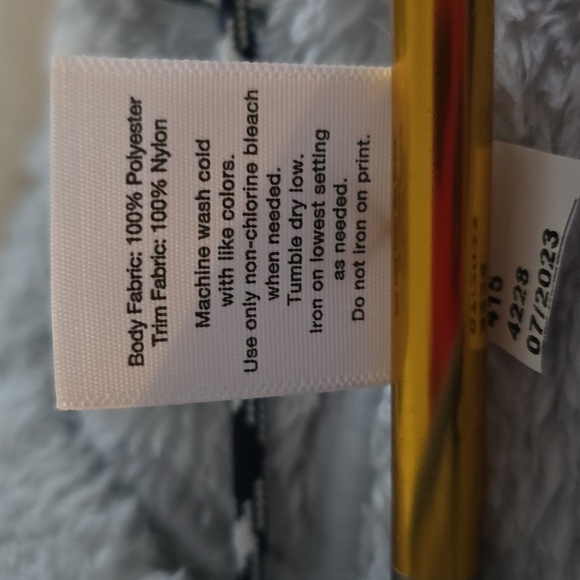 Body Fabric: 100% Polyester
Trim Fabric: 100% Nylon
Machine wash cold
with like colors.
Use only non-chlorine bleach
when needed.
Tumble dry low.
Iron on lowest setting
as needed.
Do not iron on print.
415
4228
07/2023